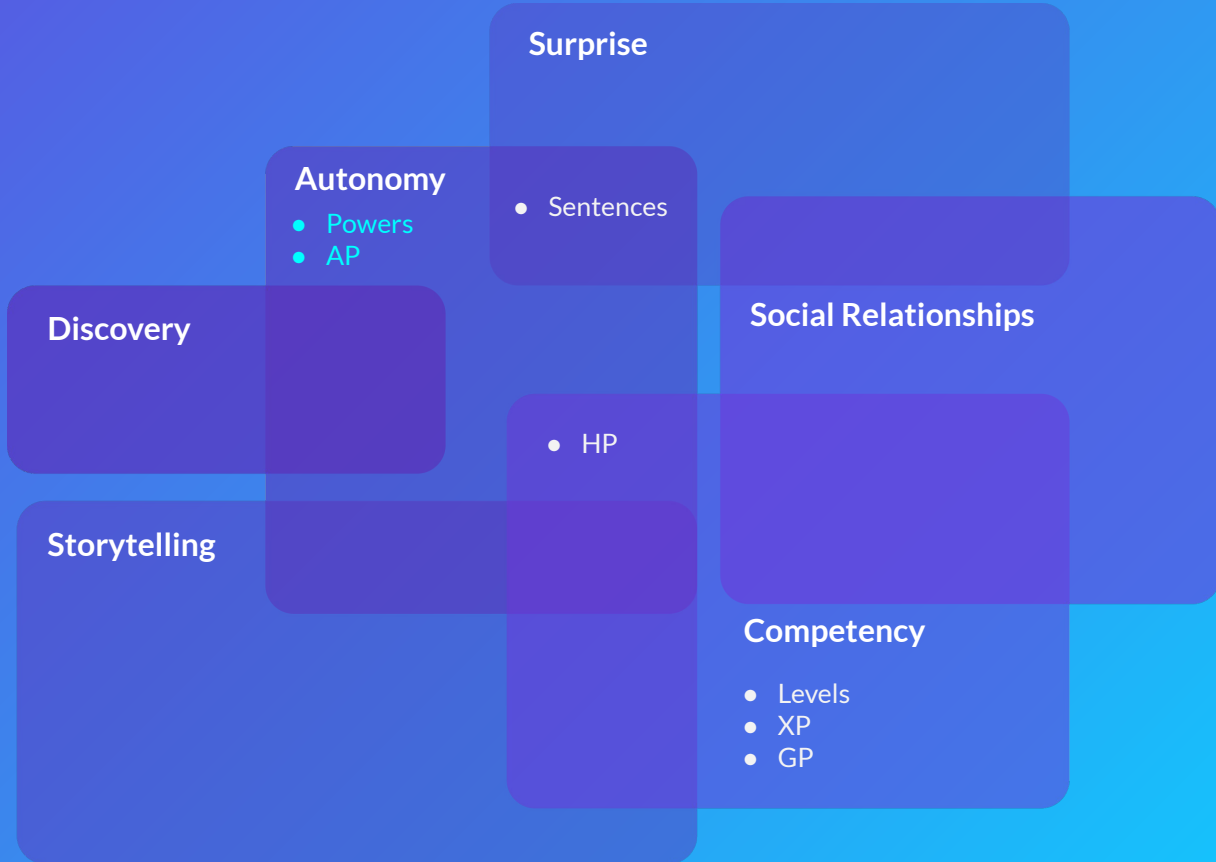 Surprise
Autonomy
● Sentences
● Powers
● AP
Social Relationships
Discovery
● HP
Storytelling
Competency
● Levels
● XP
● GP